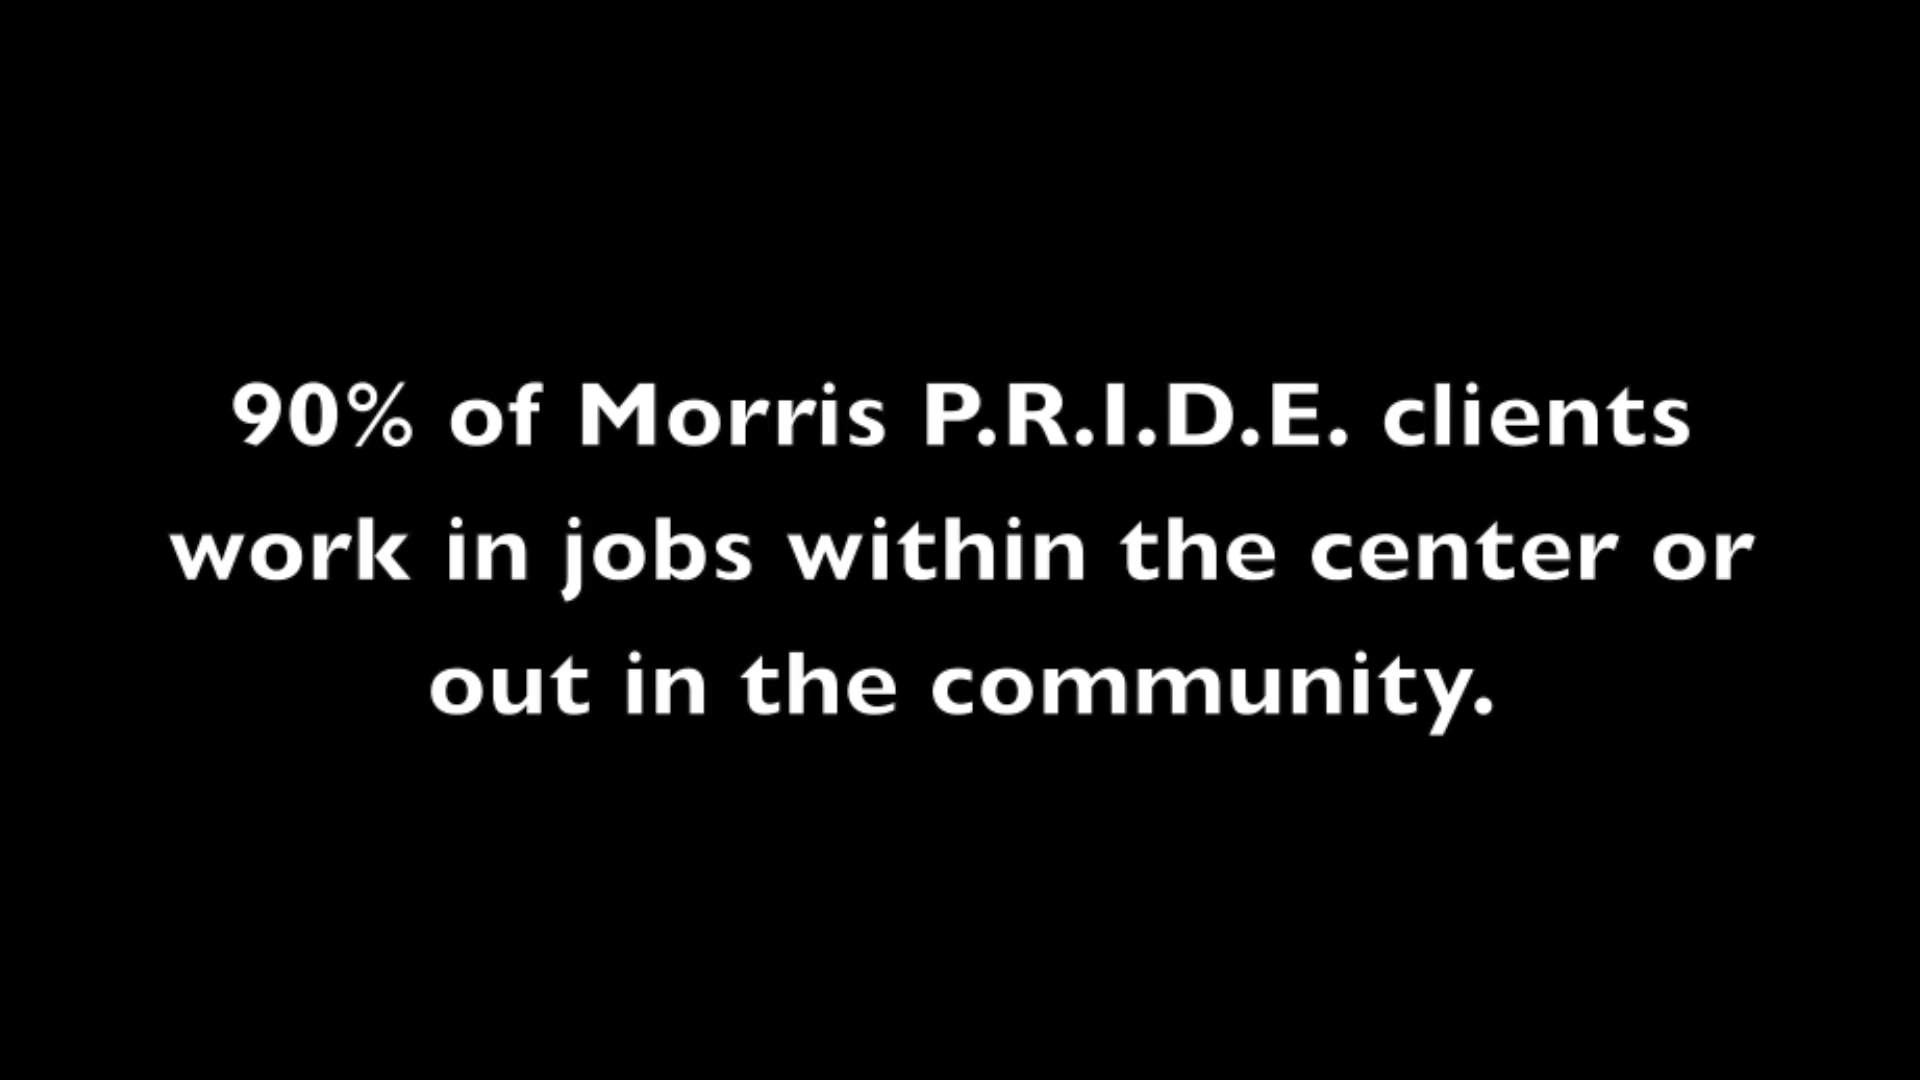 90% of Morris P.R.I.D.E. clients
work in jobs within the center or
out in the community.